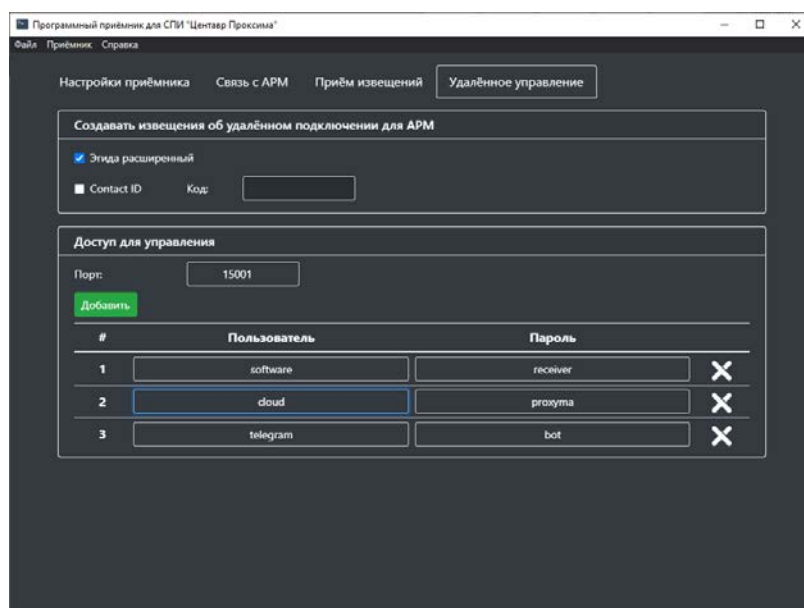 Программный приёмник для СПИ "Центавр Проксима"
Файл Приёмник Справка
Настройки приёмника Связь с АРМ Приём извещений Удалённое управление
Создавать извещения об удалённом подключении для АРМ
Эгида расширенный
Contact ID Код:
Доступ для управления
Порт: 15001
Добавить
# Пользователь Пароль
1 software receiver
2 cloud proxyma
3 telegram bot